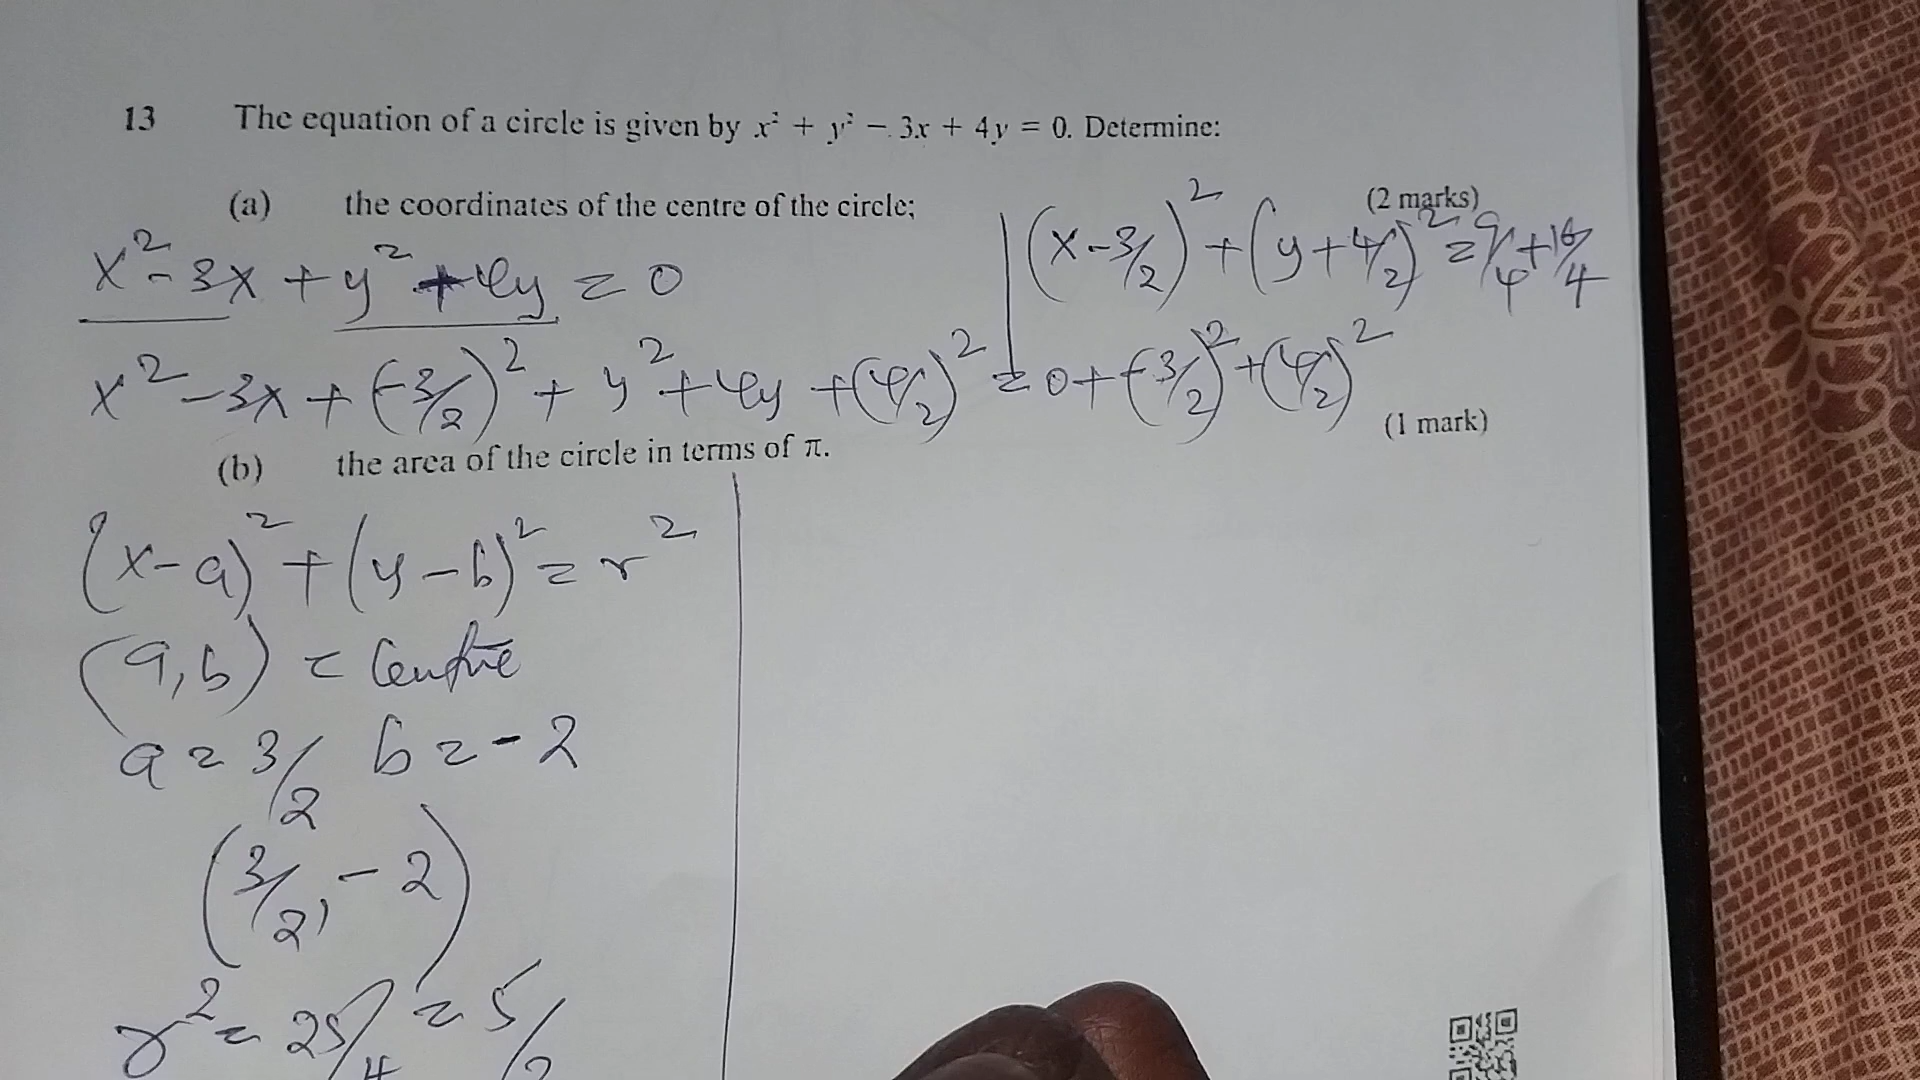 13 The equation of a circle is given by x² + y² − 3x + 4y = 0. Determine:
(a) the coordinates of the centre of the circle; (2 marks)
x² - 3x + y² + 4y = 0
x² - 3x + (-3/2)² + y² + 4y + (4/2)² = 0 + (-3/2)² + (4/2)²
(x - 3/2)² + (y + 4/2)² = 9/4 + 16/4
(1 mark)
(b) the area of the circle in terms of π.
(x - a)² + (y - b)² = r²
(a, b) = Centre
a = 3/2 b = -2
(3/2, -2)
r² = 25/4 = 5/2